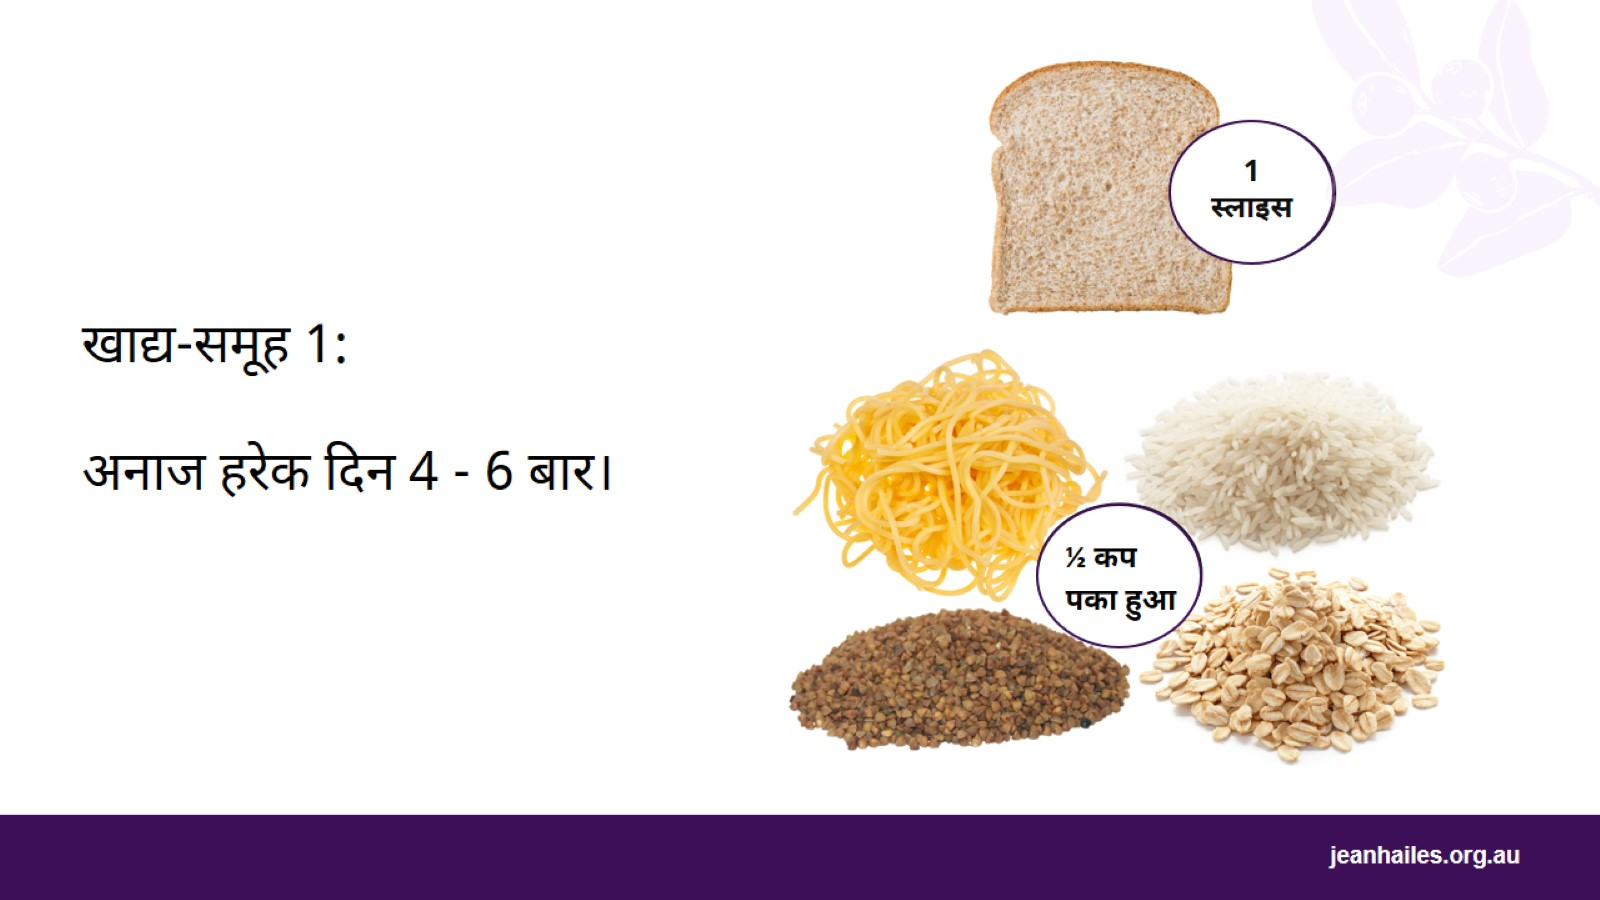 खाद्य-समूह 1:
अनाज हरेक दिन 4 - 6 बार।
1
स्लाइस
½ कप
पका हुआ
jeanhailes.org.au